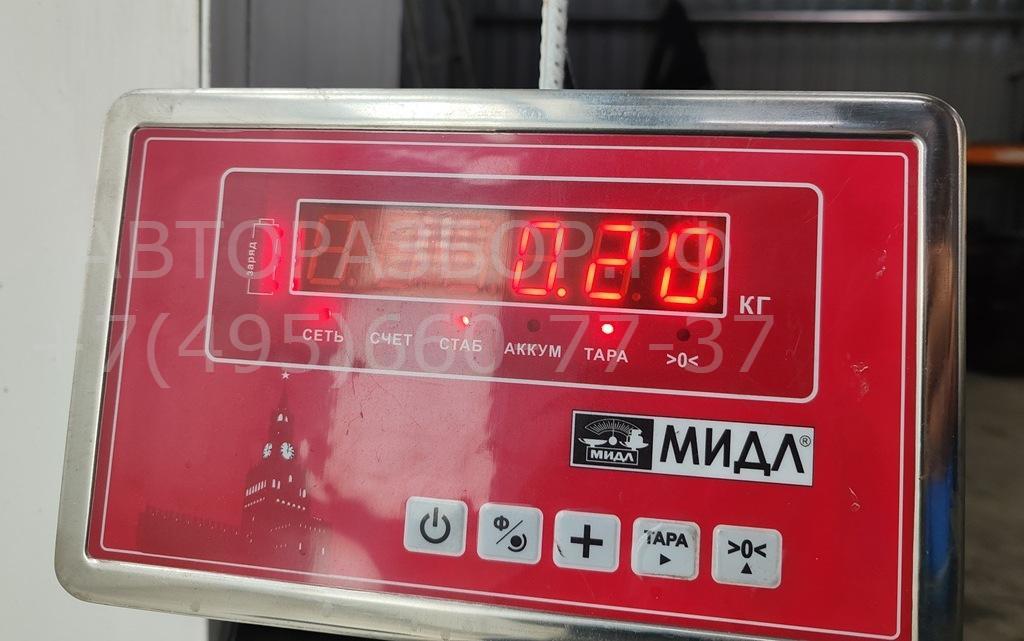 АВТОРАЗБОР.РФ
+7(495)660-77-37
заряд
0.20
КГ
СЕТЬ СЧЕТ СТАБ АККУМ ТАРА >0<
МИДЛ МИДЛ®
Ф + ТАРА >0<